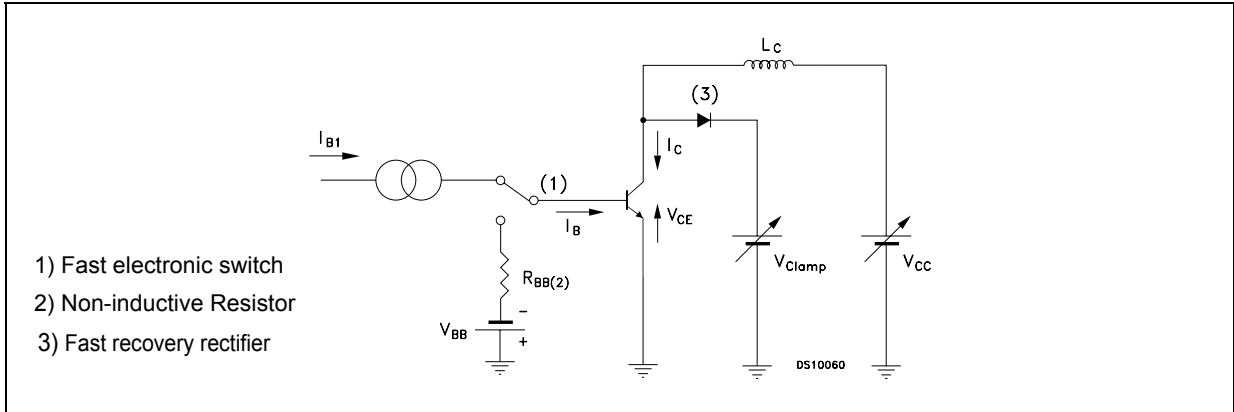 L_C
(3)
I_B1
I_C
(1)
I_B
V_CE
V_Clamp
V_CC
1) Fast electronic switch
R_BB(2)
2) Non-inductive Resistor
-
V_BB
+
3) Fast recovery rectifier
DS10060